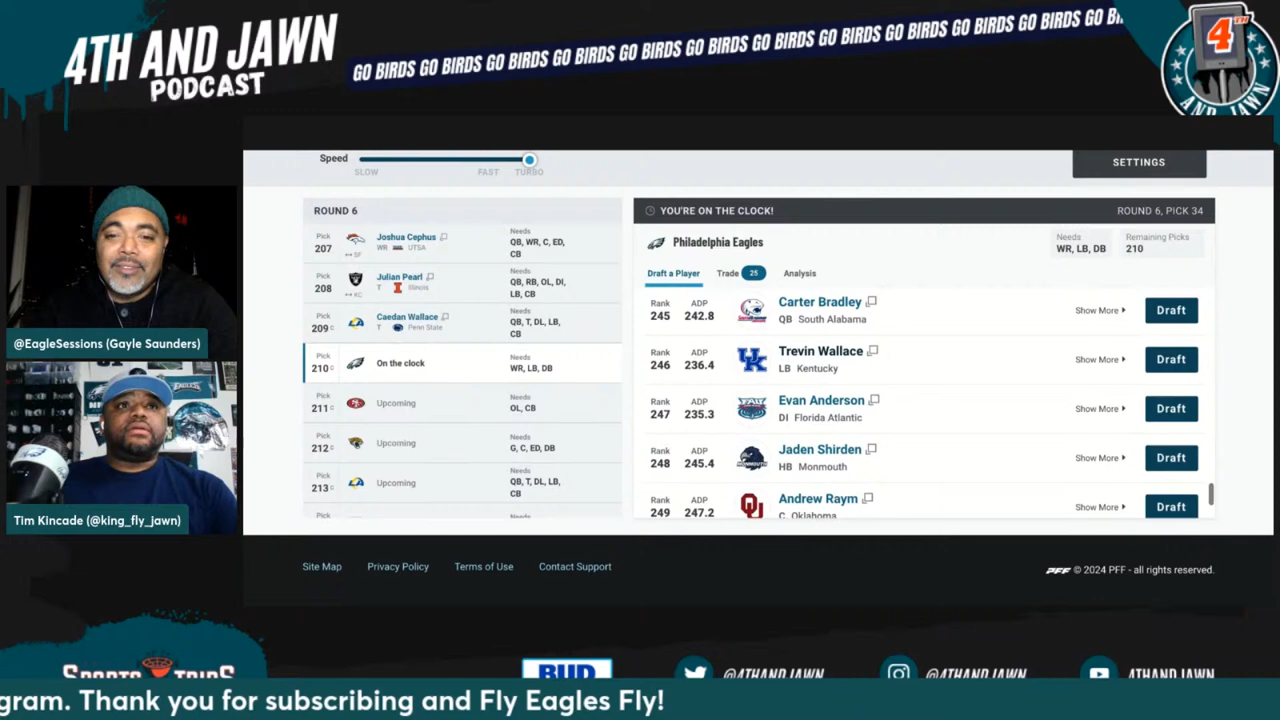 4TH AND JAWN
PODCAST
GO BIRDS GO BIRDS GO BIRDS GO BIRDS GO BIRDS GO BIRDS GO BIRDS GO BIRDS GO
4TH
AND JAWN
Speed
SLOW
FAST
TURBO
SETTINGS
ROUND 6
Pick
207
Joshua Cephus
WR
UTSA
SF
Needs
QB, WR, C, ED,
CB
Pick
208
Julian Pearl
T
Illinois
KC
Needs
QB, RB, OL, DI,
LB, CB
Pick
209 C
Caedan Wallace
T
Penn State
Needs
QB, T, DL, LB,
CB
Pick
210 C
On the clock
Needs
WR, LB, DB
Pick
211 C
Upcoming
Needs
OL, CB
Pick
212 C
Upcoming
Needs
G, C, ED, DB
Pick
213 C
Upcoming
Needs
QB, T, DL, LB,
CB
Pick
Needs
YOU'RE ON THE CLOCK!
ROUND 6, PICK 34
Philadelphia Eagles
Needs
WR, LB, DB
Remaining Picks
210
Draft a Player
Trade 25
Analysis
Rank
245
ADP
242.8
Carter Bradley
QB South Alabama
Show More
Draft
Rank
246
ADP
236.4
Trevin Wallace
LB Kentucky
Show More
Draft
Rank
247
ADP
235.3
Evan Anderson
DI Florida Atlantic
Show More
Draft
Rank
248
ADP
245.4
Jaden Shirden
HB Monmouth
Show More
Draft
Rank
249
ADP
247.2
Andrew Raym
C Oklahoma
Show More
Draft
@EagleSessions (Gayle Saunders)
Tim Kincade (@king_fly_jawn)
Site Map
Privacy Policy
Terms of Use
Contact Support
PFF © 2024 PFF - all rights reserved.
BUD
@4THANDJAWN
@4THANDJAWN
4THANDJAWN
gram. Thank you for subscribing and Fly Eagles Fly!